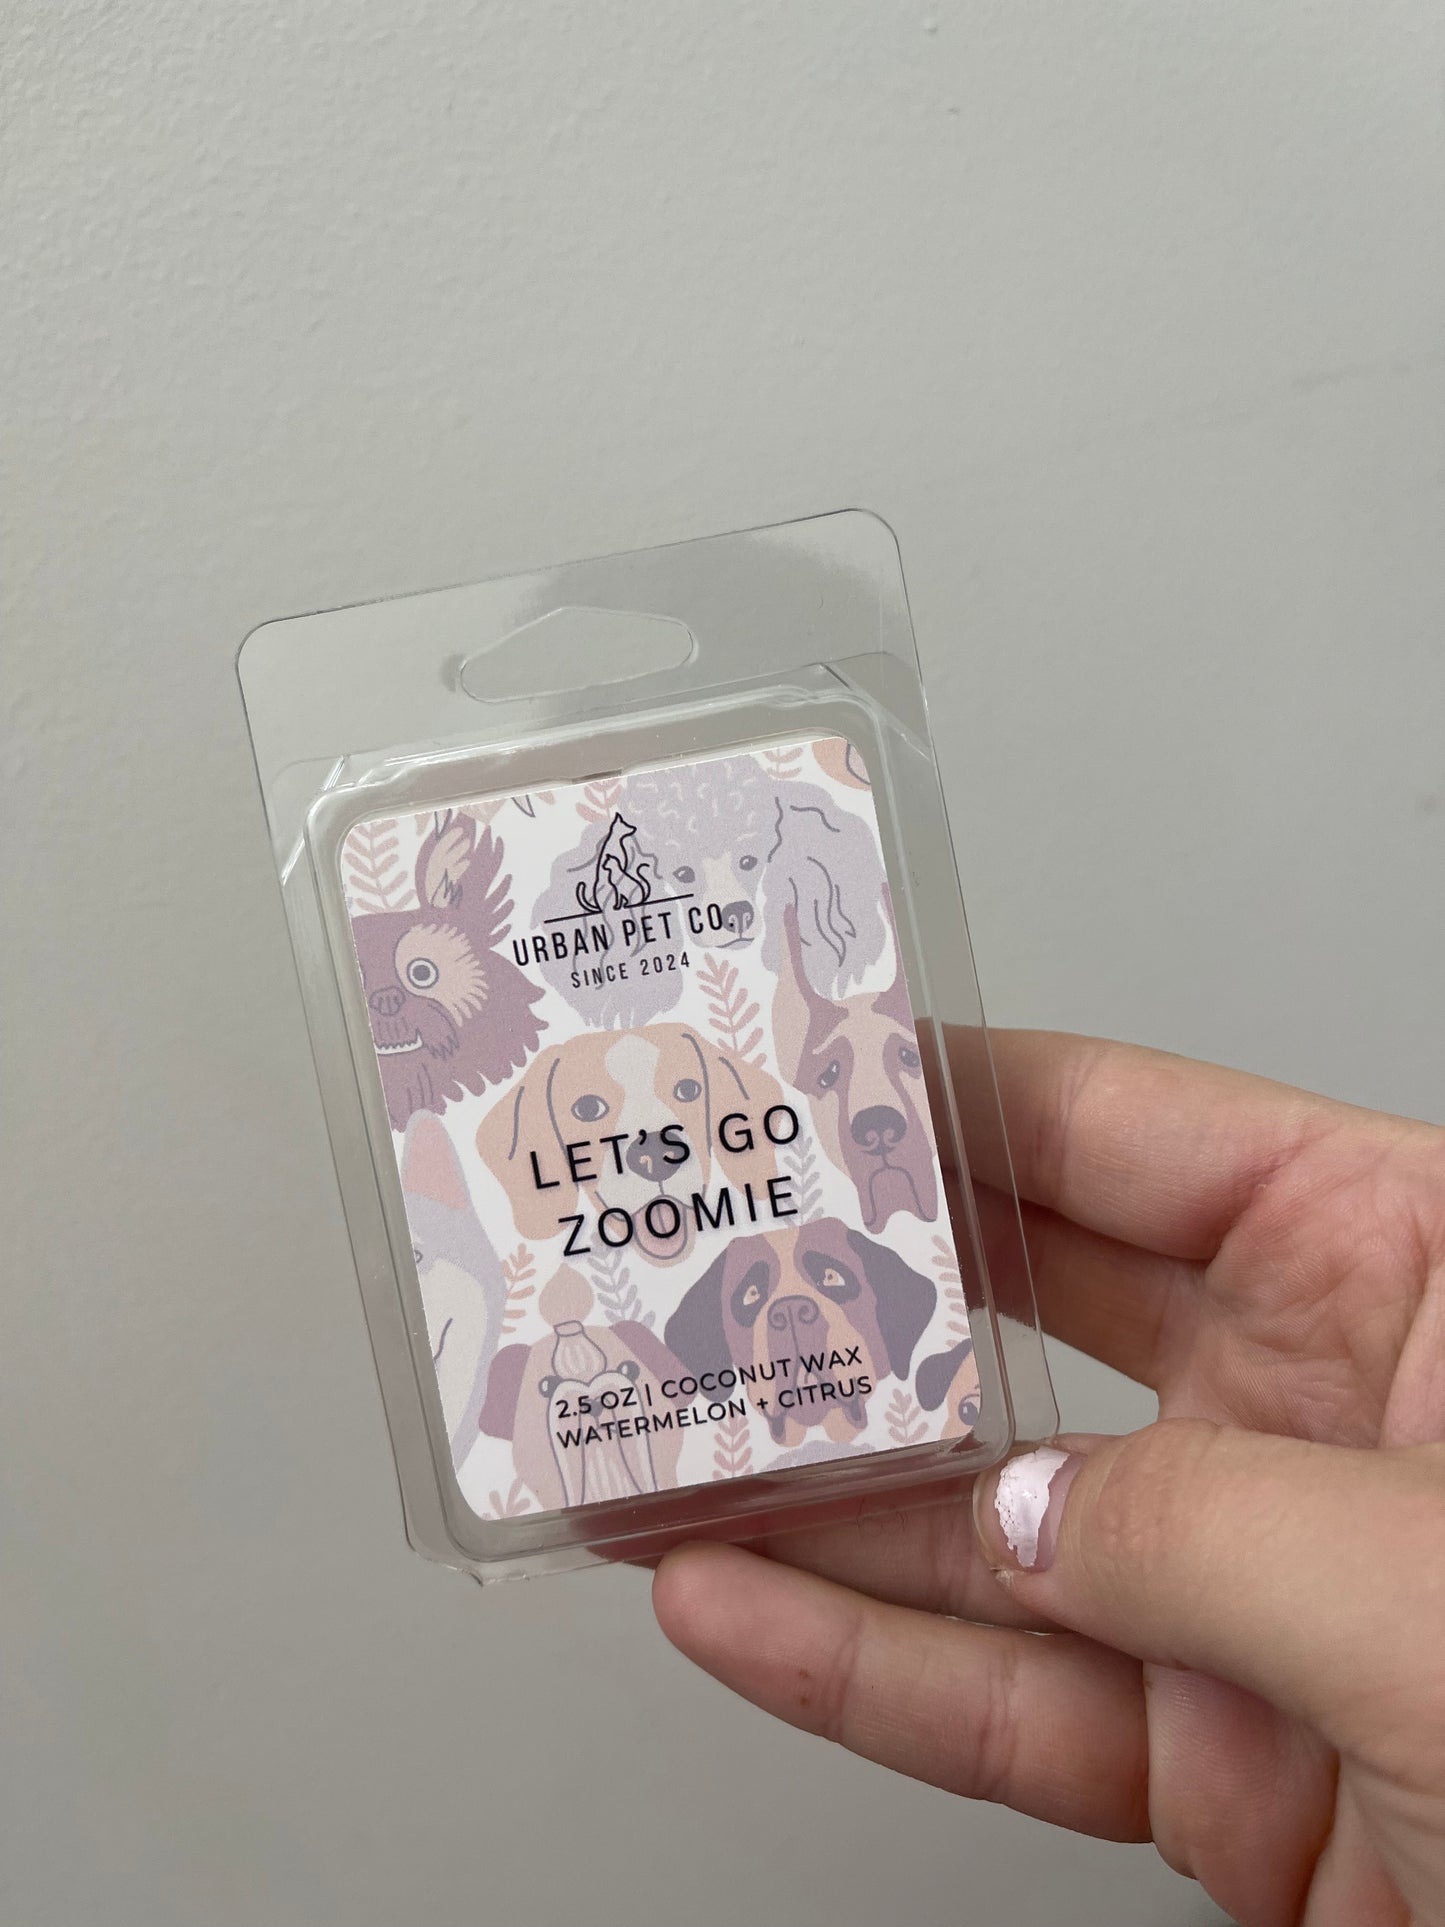 URBAN PET CO.
SINCE 2024
LET'S GO
ZOOMIE
2.5 OZ | COCONUT WAX
WATERMELON + CITRUS